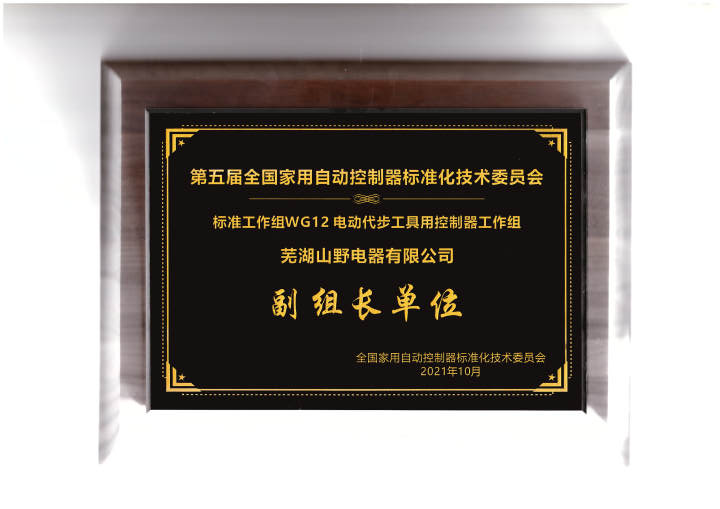 第五届全国家用自动控制器标准化技术委员会
标准工作组WG12 电动代步工具用控制器工作组
芜湖山野电器有限公司
副组长单位
全国家用自动控制器标准化技术委员会
2021年10月